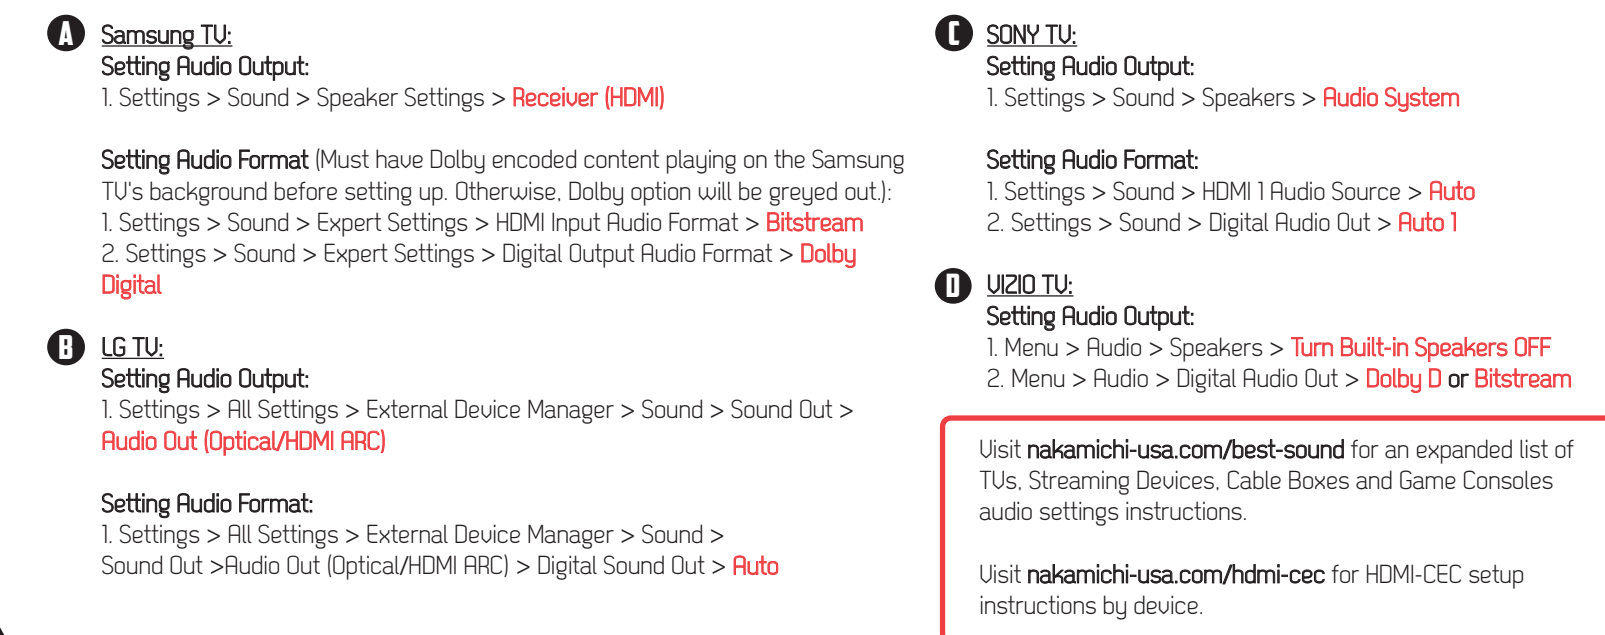 A Samsung TV:
Setting Audio Output:
1. Settings > Sound > Speaker Settings > Receiver (HDMI)
Setting Audio Format (Must have Dolby encoded content playing on the Samsung
TV's background before setting up. Otherwise, Dolby option will be greyed out.):
1. Settings > Sound > Expert Settings > HDMI Input Audio Format > Bitstream
2. Settings > Sound > Expert Settings > Digital Output Audio Format > Dolby
Digital
B LG TV:
Setting Audio Output:
1. Settings > All Settings > External Device Manager > Sound > Sound Out >
Audio Out (Optical/HDMI ARC)
Setting Audio Format:
1. Settings > All Settings > External Device Manager > Sound >
Sound Out >Audio Out (Optical/HDMI ARC) > Digital Sound Out > Auto
C SONY TV:
Setting Audio Output:
1. Settings > Sound > Speakers > Audio System
Setting Audio Format:
1. Settings > Sound > HDMI 1 Audio Source > Auto
2. Settings > Sound > Digital Audio Out > Auto 1
D VIZIO TV:
Setting Audio Output:
1. Menu > Audio > Speakers > Turn Built-in Speakers OFF
2. Menu > Audio > Digital Audio Out > Dolby D or Bitstream
Visit nakamichi-usa.com/best-sound for an expanded list of
TVs, Streaming Devices, Cable Boxes and Game Consoles
audio settings instructions.
Visit nakamichi-usa.com/hdmi-cec for HDMI-CEC setup
instructions by device.